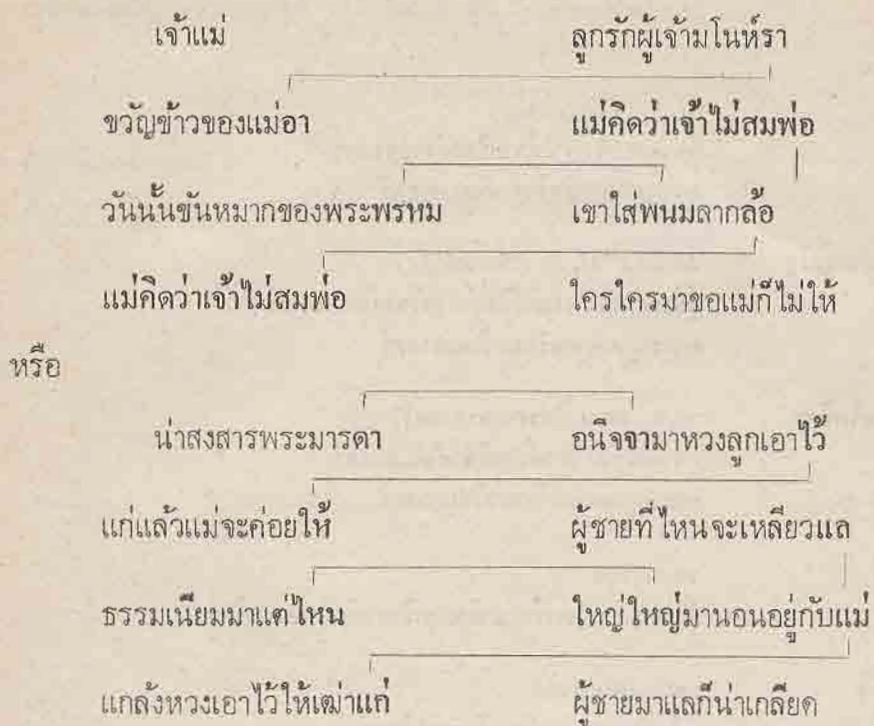 เจ้าแม่ ลูกรักผู้เจ้ามโนห์รา
ขวัญข้าวของแม่อา แม่คิดว่าเจ้าไม่สมพ่อ
วันนั้นขันหมากของพระพรหม เขาใส่พนมลากล้อ
แม่คิดว่าเจ้าไม่สมพ่อ ใครใครมาขอแม่ก็ไม่ให้
หรือ
น่าสงสารพระมารดา อนิจจามาหวงลูกเอาไว้
แก่แล้วแม่จะค่อยให้ ผู้ชายที่ไหนจะเหลียวแล
ธรรมเนียมมาแต่ไหน ใหญ่ใหญ่มานอนอยู่กับแม่
แกล้งหวงเอาไว้ให้เฒ่าแก่ ผู้ชายมาแลก็น่าเกลียด